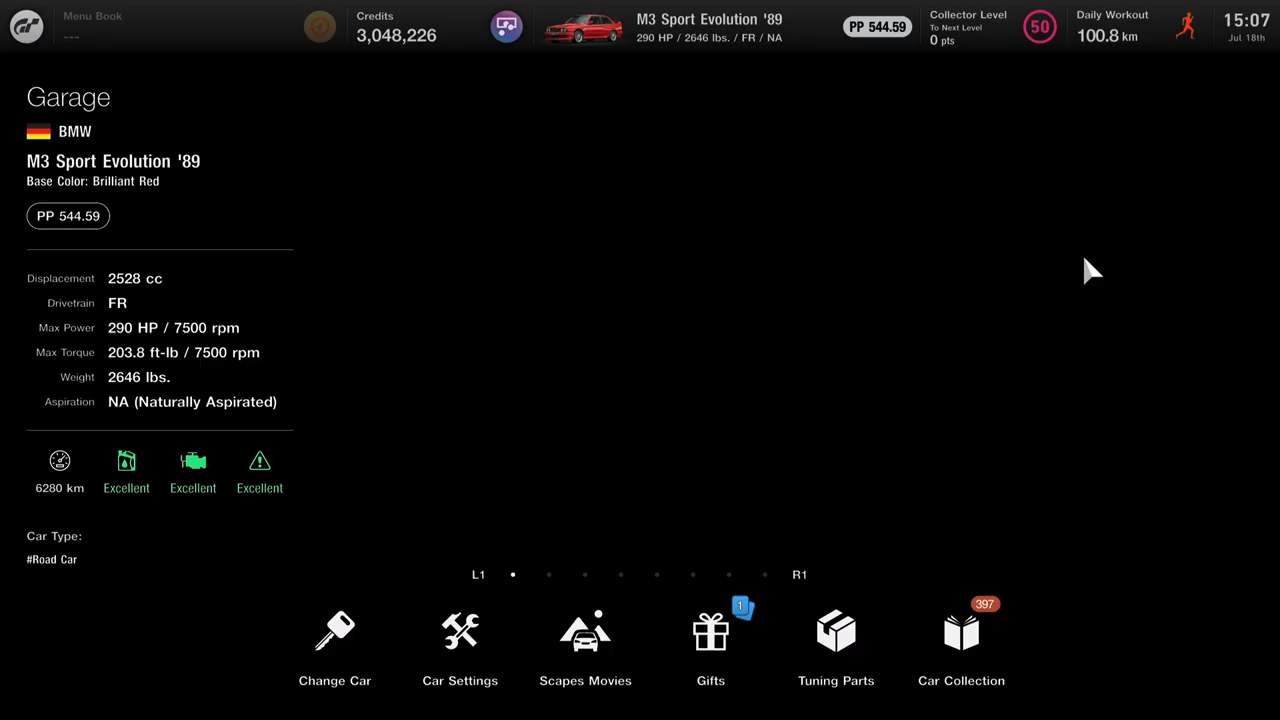 GT
Menu Book
---
Credits
3,048,226
M3 Sport Evolution '89
290 HP / 2646 lbs. / FR / NA
PP 544.59
Collector Level
To Next Level
0 pts
50
Daily Workout
100.8 km
15:07
Jul 18th
Garage
BMW
M3 Sport Evolution '89
Base Color: Brilliant Red
PP 544.59
Displacement 2528 cc
Drivetrain FR
Max Power 290 HP / 7500 rpm
Max Torque 203.8 ft-lb / 7500 rpm
Weight 2646 lbs.
Aspiration NA (Naturally Aspirated)
6280 km Excellent Excellent Excellent
Car Type:
#Road Car
L1 R1
1 397
Change Car Car Settings Scapes Movies Gifts Tuning Parts Car Collection